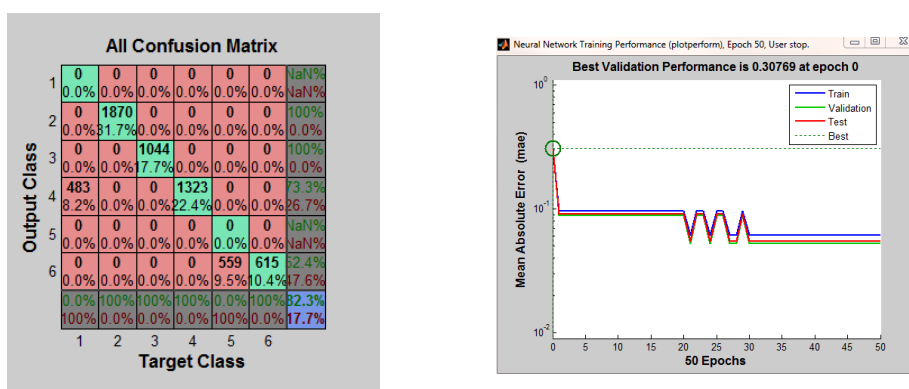 All Confusion Matrix
0 0 0 0 0 0 NaN%
1
0.0% 0.0% 0.0% 0.0% 0.0% 0.0% NaN%
0 1870 0 0 0 0 100%
2
0.0% 31.7% 0.0% 0.0% 0.0% 0.0% 0.0%
0 0 1044 0 0 0 100%
3
0.0% 0.0% 17.7% 0.0% 0.0% 0.0% 0.0%
483 0 0 1323 0 0 73.3%
4
8.2% 0.0% 0.0% 22.4% 0.0% 0.0% 26.7%
0 0 0 0 0 0 NaN%
5
0.0% 0.0% 0.0% 0.0% 0.0% 0.0% NaN%
0 0 0 0 559 615 52.4%
6
0.0% 0.0% 0.0% 0.0% 9.5% 10.4% 47.6%
0.0% 100% 100% 100% 0.0% 100% 82.3%
100% 0.0% 0.0% 0.0% 100% 0.0% 17.7%
1 2 3 4 5 6
Target Class
Output Class
Neural Network Training Performance (plotperform), Epoch 50, User stop.
Best Validation Performance is 0.30769 at epoch 0
Train
Validation
Test
Best
10^0
10^-1
10^-2
Mean Absolute Error (mae)
0 5 10 15 20 25 30 35 40 45 50
50 Epochs